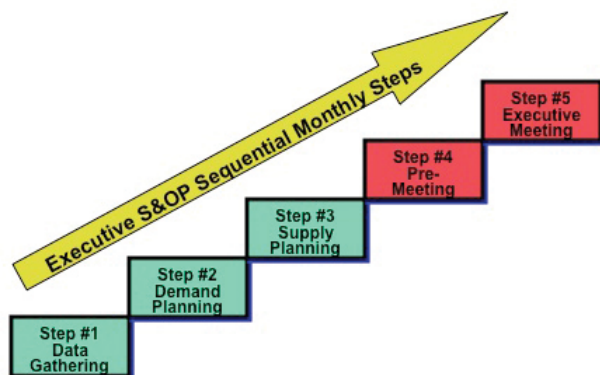 Executive S&OP Sequential Monthly Steps
Step #1
Data
Gathering
Step #2
Demand
Planning
Step #3
Supply
Planning
Step #4
Pre-
Meeting
Step #5
Executive
Meeting